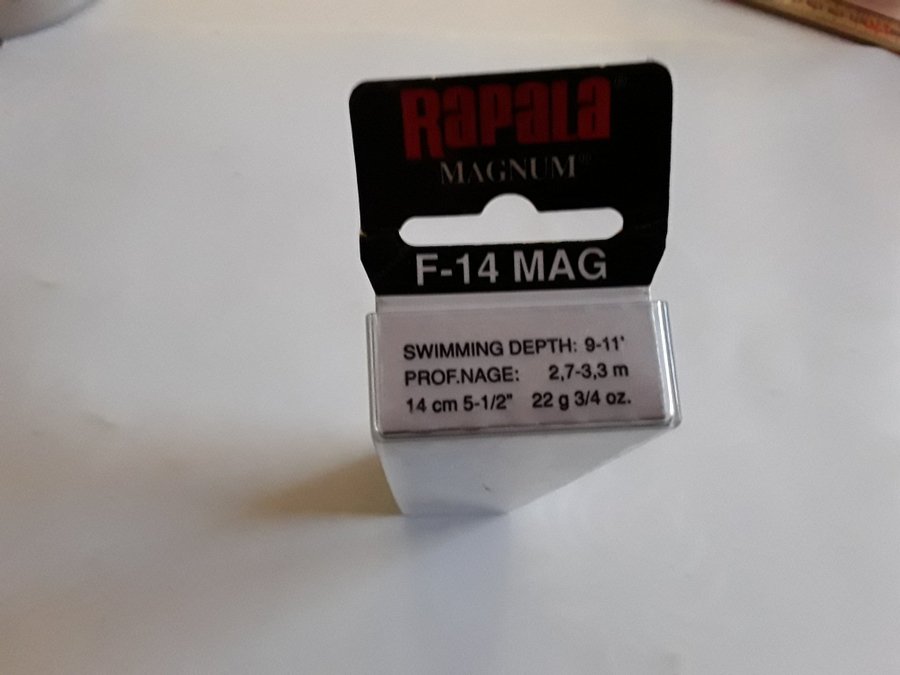 RAPALA
MAGNUM®
F-14 MAG
SWIMMING DEPTH: 9-11'
PROF.NAGE: 2,7-3,3 m
14 cm 5-1/2" 22 g 3/4 oz.